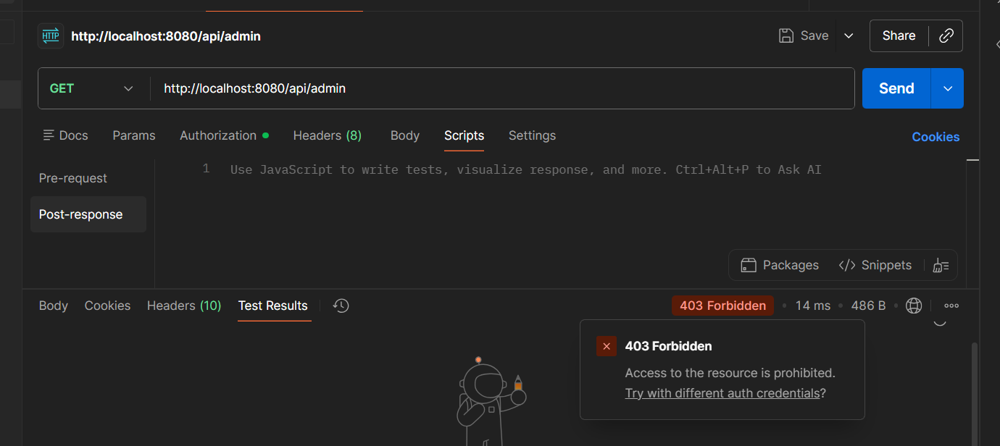 HTTP http://localhost:8080/api/admin Save Share
GET http://localhost:8080/api/admin Send
Docs Params Authorization Headers (8) Body Scripts Settings Cookies
Pre-request
Post-response
1 Use JavaScript to write tests, visualize response, and more. Ctrl+Alt+P to Ask AI
Packages </> Snippets
Body Cookies Headers (10) Test Results 403 Forbidden • 14 ms • 486 B •
403 Forbidden
Access to the resource is prohibited.
Try with different auth credentials?